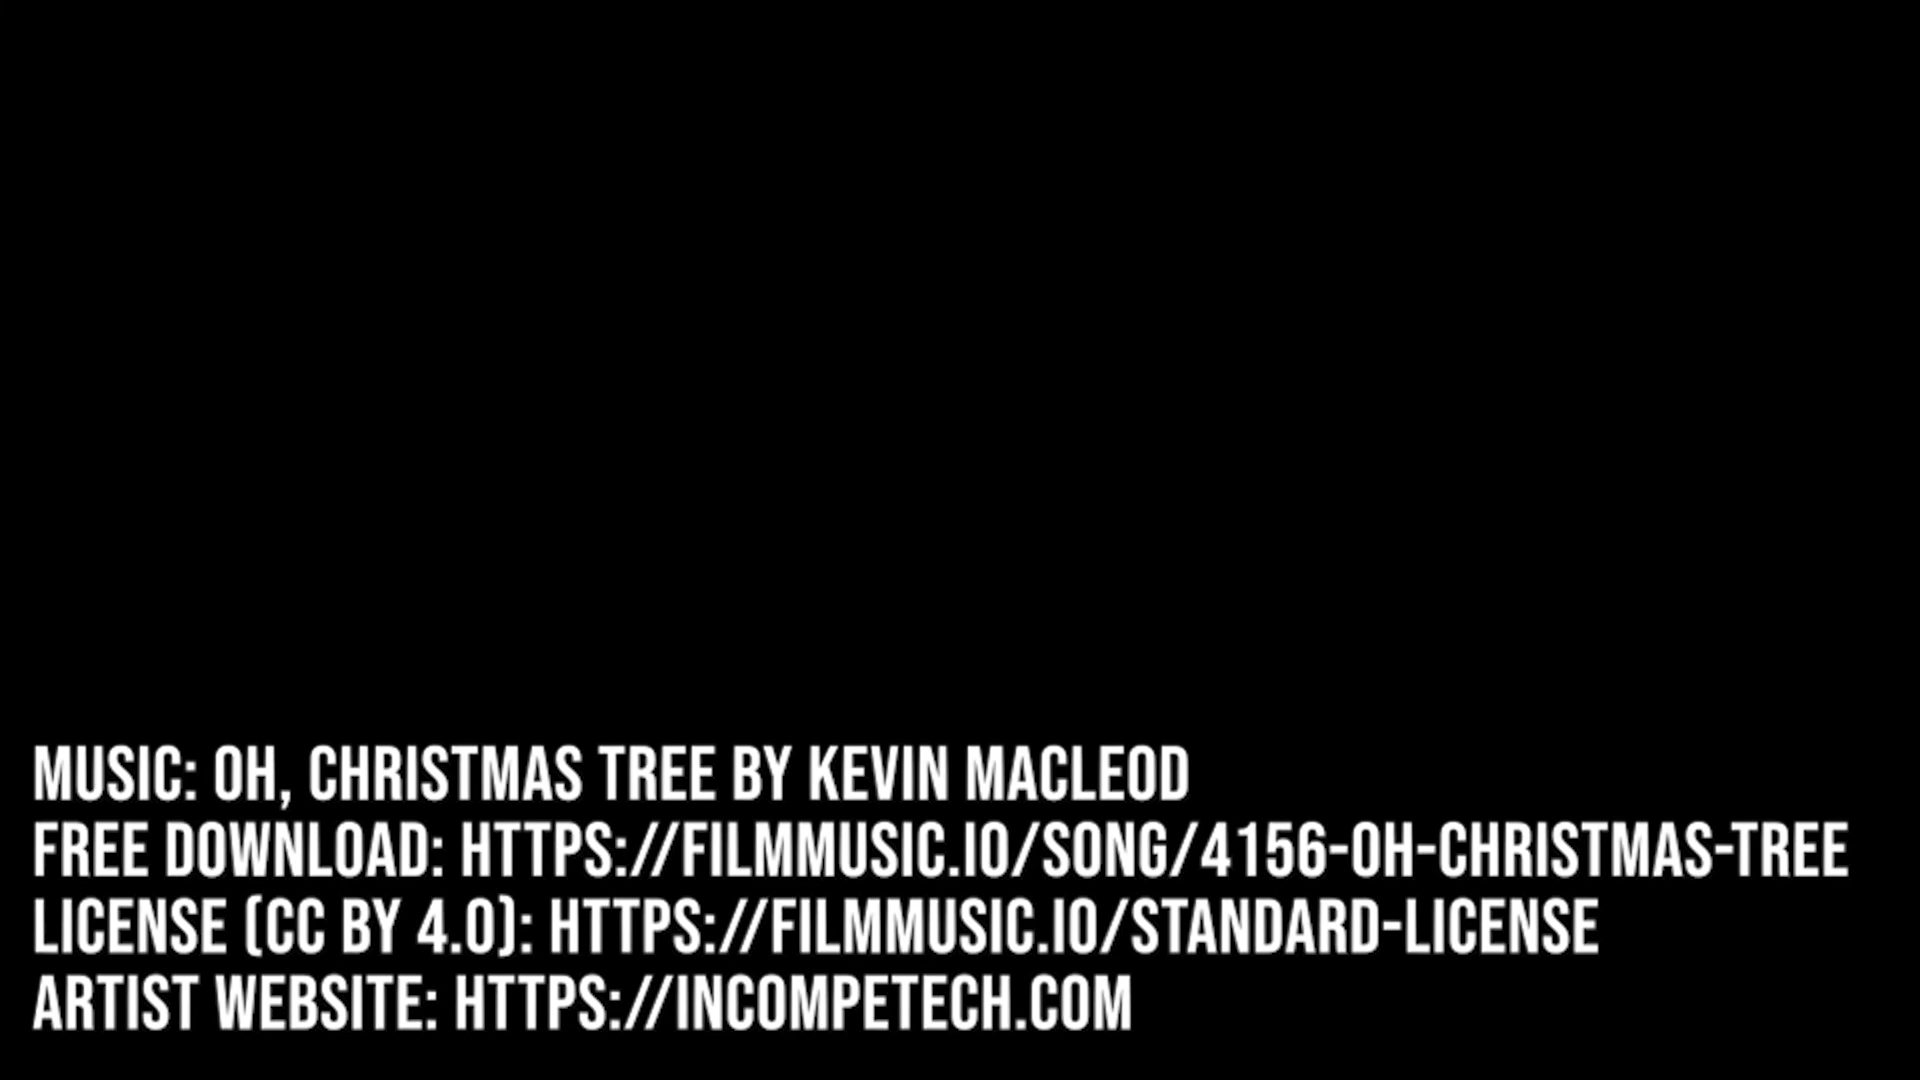 MUSIC: OH, CHRISTMAS TREE BY KEVIN MACLEOD
FREE DOWNLOAD: HTTPS://FILMMUSIC.IO/SONG/4156-OH-CHRISTMAS-TREE
LICENSE (CC BY 4.0): HTTPS://FILMMUSIC.IO/STANDARD-LICENSE
ARTIST WEBSITE: HTTPS://INCOMPETECH.COM